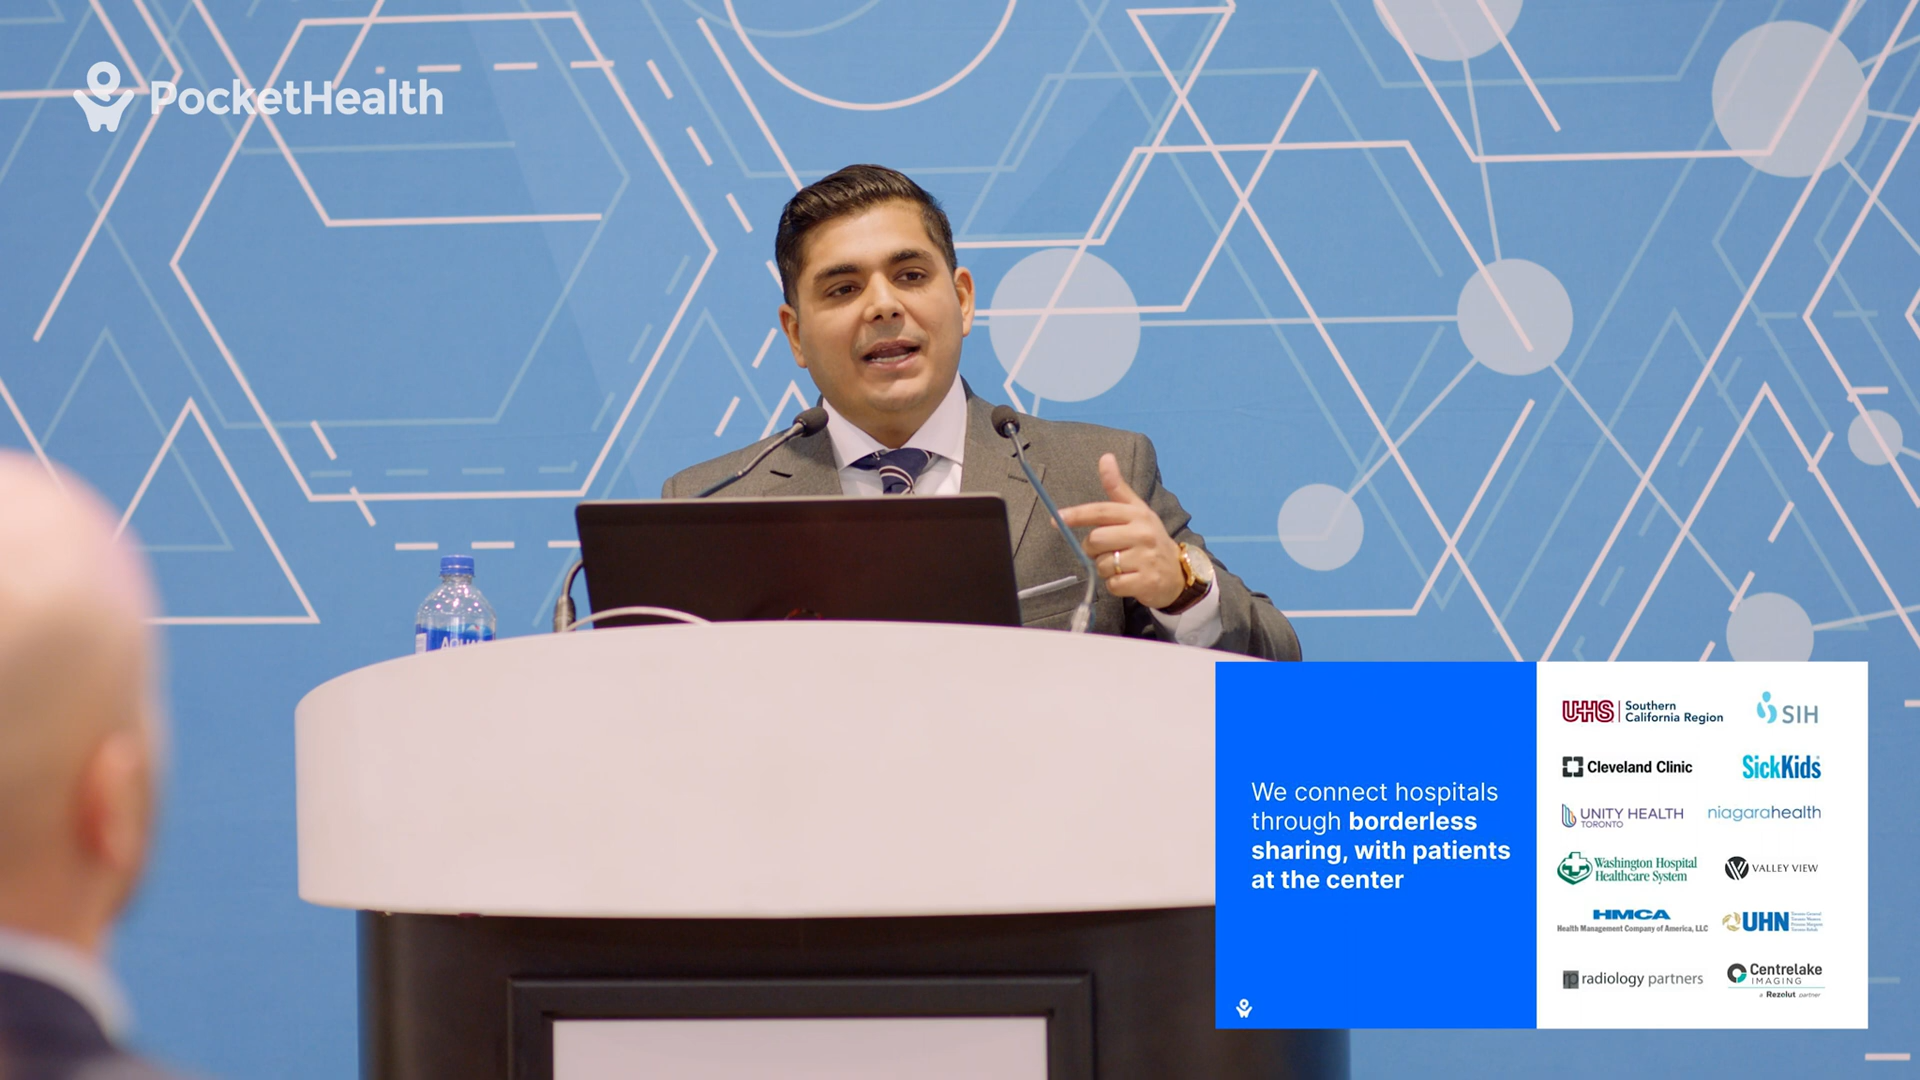 PocketHealth
We connect hospitals
through borderless
sharing, with patients
at the center
UHS Southern
California Region
SIH
Cleveland Clinic
SickKids
UNITY HEALTH
TORONTO
niagarahealth
Washington Hospital
Healthcare System
VALLEY VIEW
HMCA
Health Management Company of America, LLC
UHN
rp radiology partners
Centrelake
IMAGING
a Rezolut partner